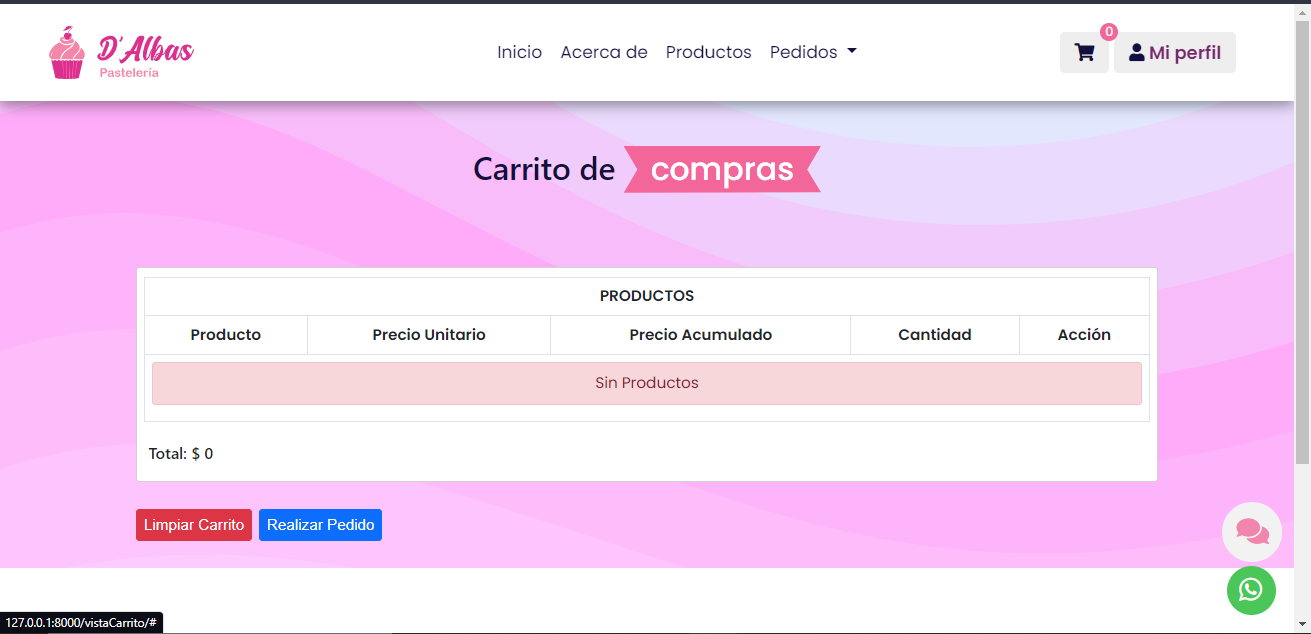 D'Albas
Pastelería
Inicio Acerca de Productos Pedidos
0
Mi perfil
Carrito de compras
PRODUCTOS
Producto Precio Unitario Precio Acumulado Cantidad Acción
Sin Productos
Total: $ 0
Limpiar Carrito Realizar Pedido
127.0.0.1:8000/vistaCarrito/#